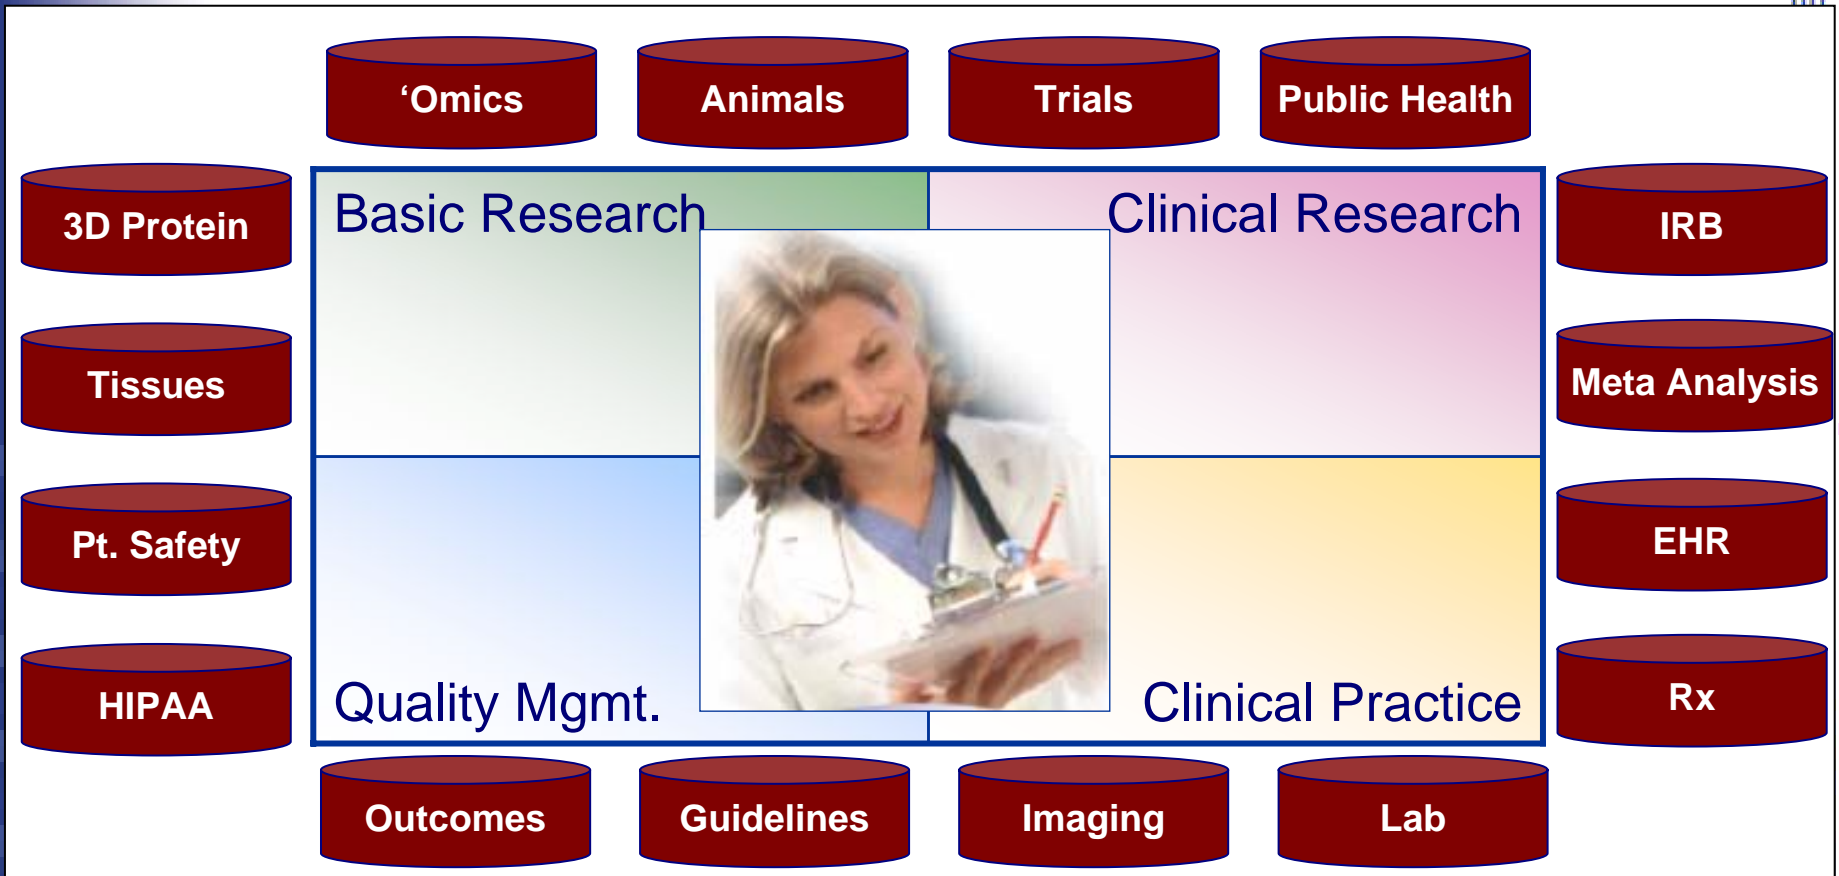 ‘Omics
Animals
Trials
Public Health
3D Protein
Basic Research
Clinical Research
IRB
Tissues
Meta Analysis
Pt. Safety
EHR
HIPAA
Quality Mgmt.
Clinical Practice
Rx
Outcomes
Guidelines
Imaging
Lab